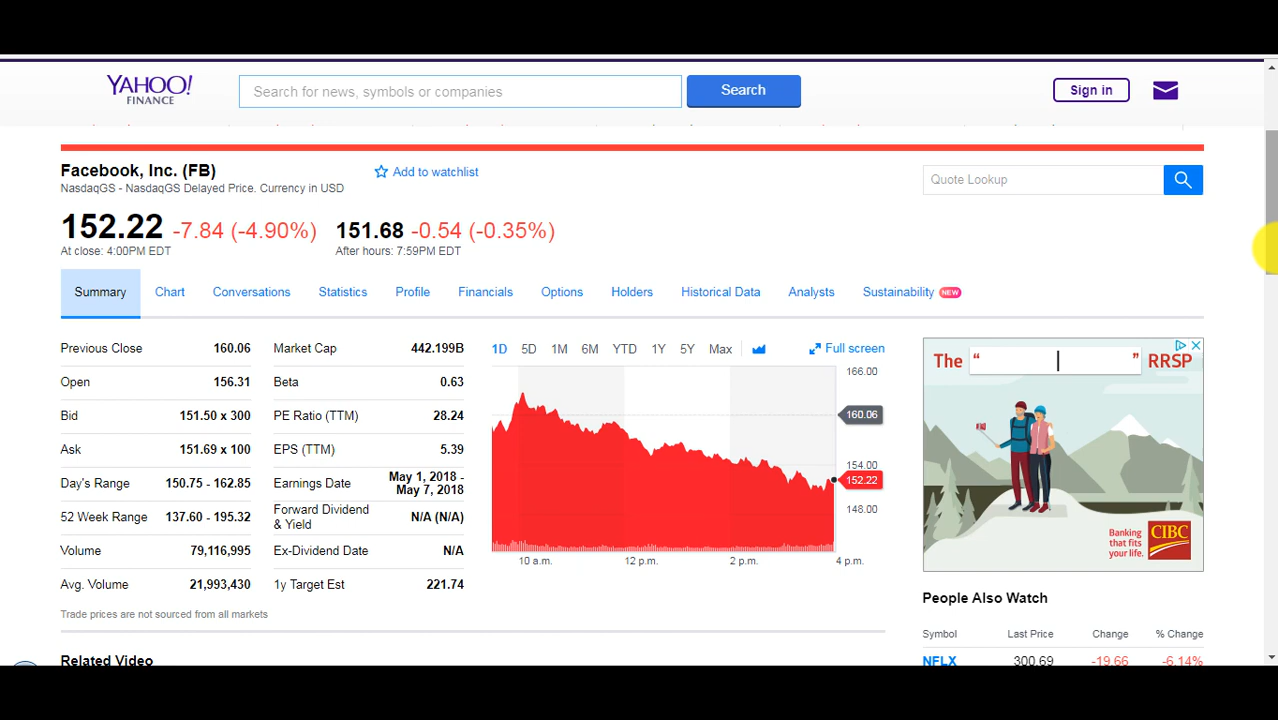 YAHOO!
FINANCE
Search for news, symbols or companies
Search
Sign in
Facebook, Inc. (FB)
Add to watchlist
NasdaqGS - NasdaqGS Delayed Price. Currency in USD
Quote Lookup
152.22 -7.84 (-4.90%)
At close: 4:00PM EDT
151.68 -0.54 (-0.35%)
After hours: 7:59PM EDT
Summary Chart Conversations Statistics Profile Financials Options Holders Historical Data Analysts Sustainability NEW
Previous Close 160.06
Open 156.31
Bid 151.50 x 300
Ask 151.69 x 100
Day's Range 150.75 - 162.85
52 Week Range 137.60 - 195.32
Volume 79,116,995
Avg. Volume 21,993,430
Market Cap 442.199B
Beta 0.63
PE Ratio (TTM) 28.24
EPS (TTM) 5.39
Earnings Date May 1, 2018 -
May 7, 2018
Forward Dividend
& Yield N/A (N/A)
Ex-Dividend Date N/A
1y Target Est 221.74
Trade prices are not sourced from all markets
1D 5D 1M 6M YTD 1Y 5Y Max Full screen
166.00
160.06
154.00
152.22
148.00
10 a.m. 12 p.m. 2 p.m. 4 p.m.
The “ ” RRSP
Banking
that fits
your life.
CIBC
People Also Watch
Symbol Last Price Change % Change
NFLX 300.69 -19.66 -6.14%
Related Video